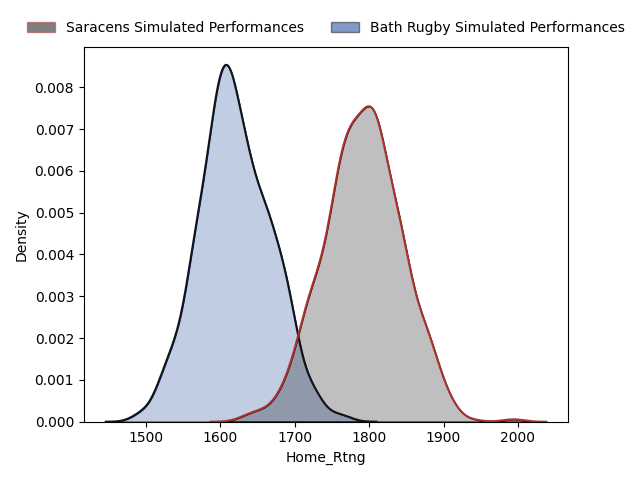 Saracens Simulated Performances
Bath Rugby Simulated Performances
0.008
0.007
0.006
0.005
0.004
0.003
0.002
0.001
0.000
Density
1500 1600 1700 1800 1900 2000
Home_Rtng